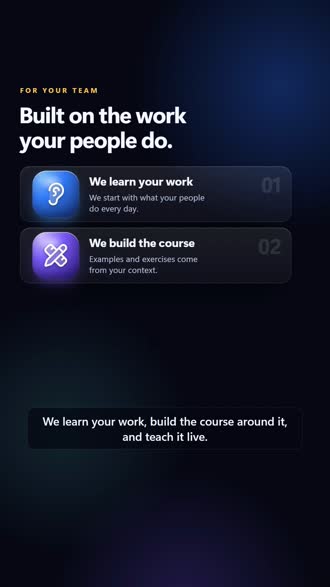 FOR YOUR TEAM
Built on the work
your people do.
We learn your work
01
We start with what your people
do every day.
We build the course
02
Examples and exercises come
from your context.
We learn your work, build the course around it,
and teach it live.